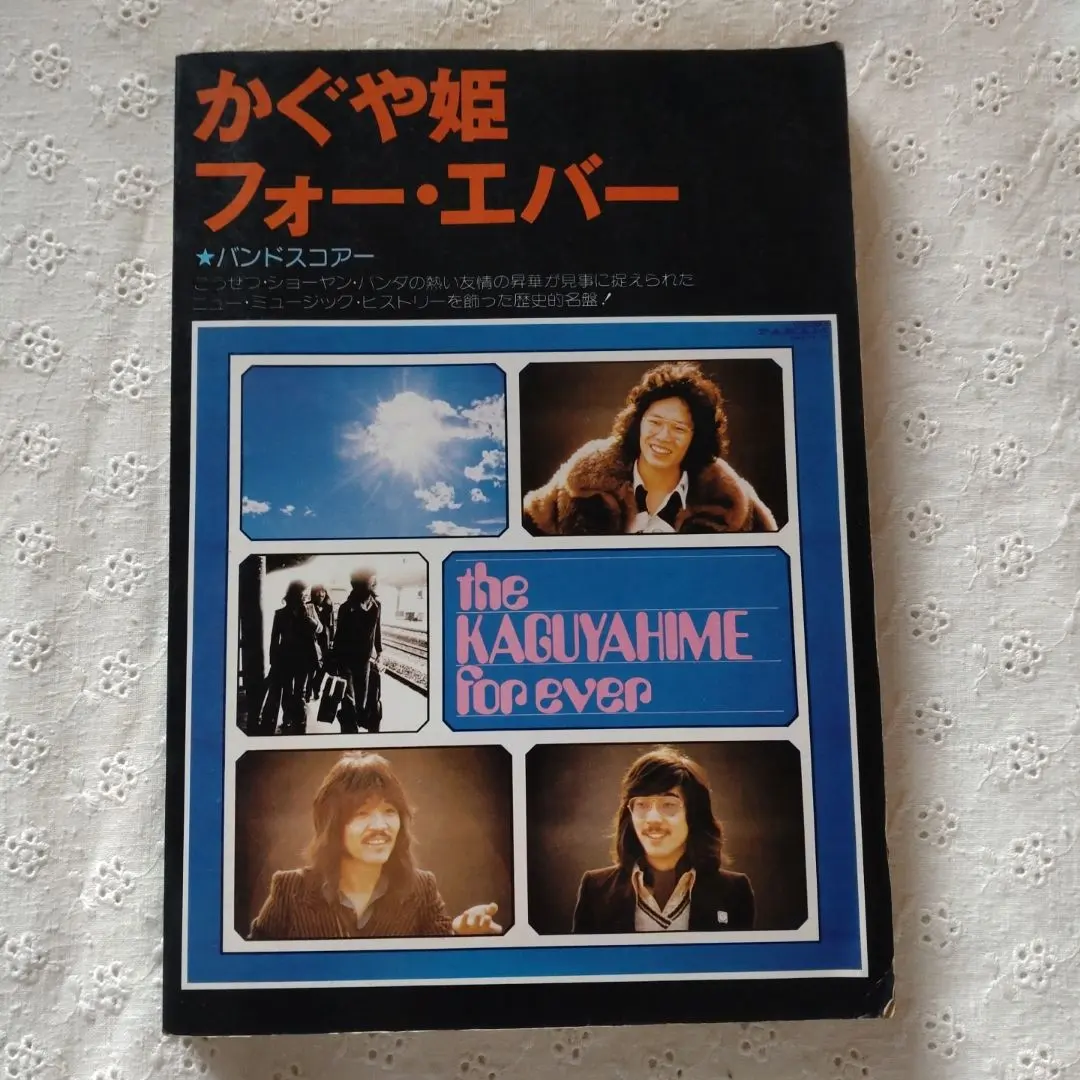 かぐや姫
フォー・エバー
★バンドスコアー
こうせつ・ショーヤン・パンダの熱い友情の昇華が見事に捉えられた
ニュー・ミュージック・ヒストリーを飾った歴史的名盤!
the
KAGUYAHIME
for ever